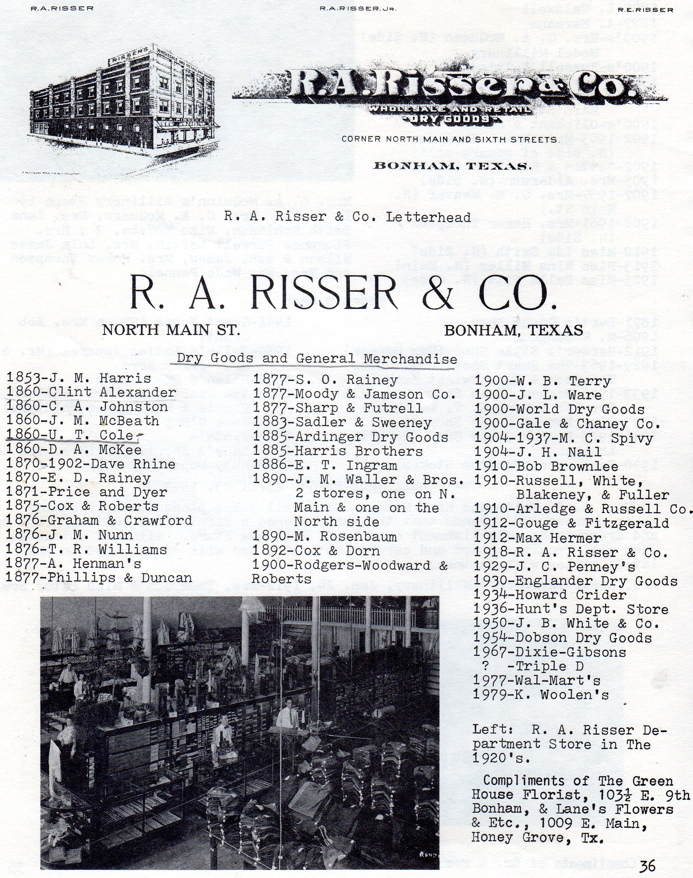 R.A.RISSER
R.A.RISSER, JR.
R.E.RISSER
RISSER'S
R.A.Risser & Co.
WHOLESALE AND RETAIL
DRY GOODS
CORNER NORTH MAIN AND SIXTH STREETS.
BONHAM, TEXAS.
R. A. Risser & Co. Letterhead
R. A. RISSER & CO.
NORTH MAIN ST.
BONHAM, TEXAS
Dry Goods and General Merchandise
1853-J. M. Harris
1860-Clint Alexander
1860-C. A. Johnston
1860-J. M. McBeath
1860-U. T. Cole
1860-D. A. McKee
1870-1902-Dave Rhine
1870-E. D. Rainey
1871-Price and Dyer
1875-Cox & Roberts
1876-Graham & Crawford
1876-J. M. Nunn
1876-T. R. Williams
1877-A. Henman's
1877-Phillips & Duncan
1877-S. O. Rainey
1877-Moody & Jameson Co.
1877-Sharp & Futrell
1883-Sadler & Sweeney
1885-Ardinger Dry Goods
1885-Harris Brothers
1886-E. T. Ingram
1890-J. M. Waller & Bros.
2 stores, one on N.
Main & one on the
North side
1890-M. Rosenbaum
1892-Cox & Dorn
1900-Rodgers-Woodward &
Roberts
1900-W. B. Terry
1900-J. L. Ware
1900-World Dry Goods
1900-Gale & Chaney Co.
1904-1937-M. C. Spivy
1904-J. H. Nail
1910-Bob Brownlee
1910-Russell, White,
Blakeney, & Fuller
1910-Arledge & Russell Co.
1912-Gouge & Fitzgerald
1912-Max Hermer
1918-R. A. Risser & Co.
1929-J. C. Penney's
1930-Englander Dry Goods
1934-Howard Crider
1936-Hunt's Dept. Store
1950-J. B. White & Co.
1954-Dobson Dry Goods
1967-Dixie-Gibsons
? -Triple D
1977-Wal-Mart's
1979-K. Woolen's
Left: R. A. Risser De-
partment Store in The
1920's.
Compliments of The Green
House Florist, 103½ E. 9th
Bonham, & Lane's Flowers
& Etc., 1009 E. Main,
Honey Grove, Tx.
36